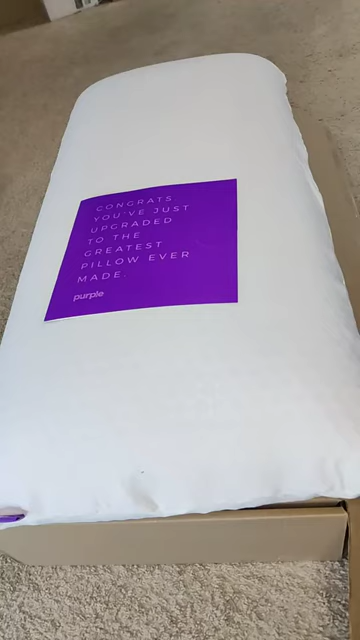 CONGRATS
YOU'VE JUST
UPGRADED
TO THE
GREATEST
PILLOW EVER
MADE.
purple